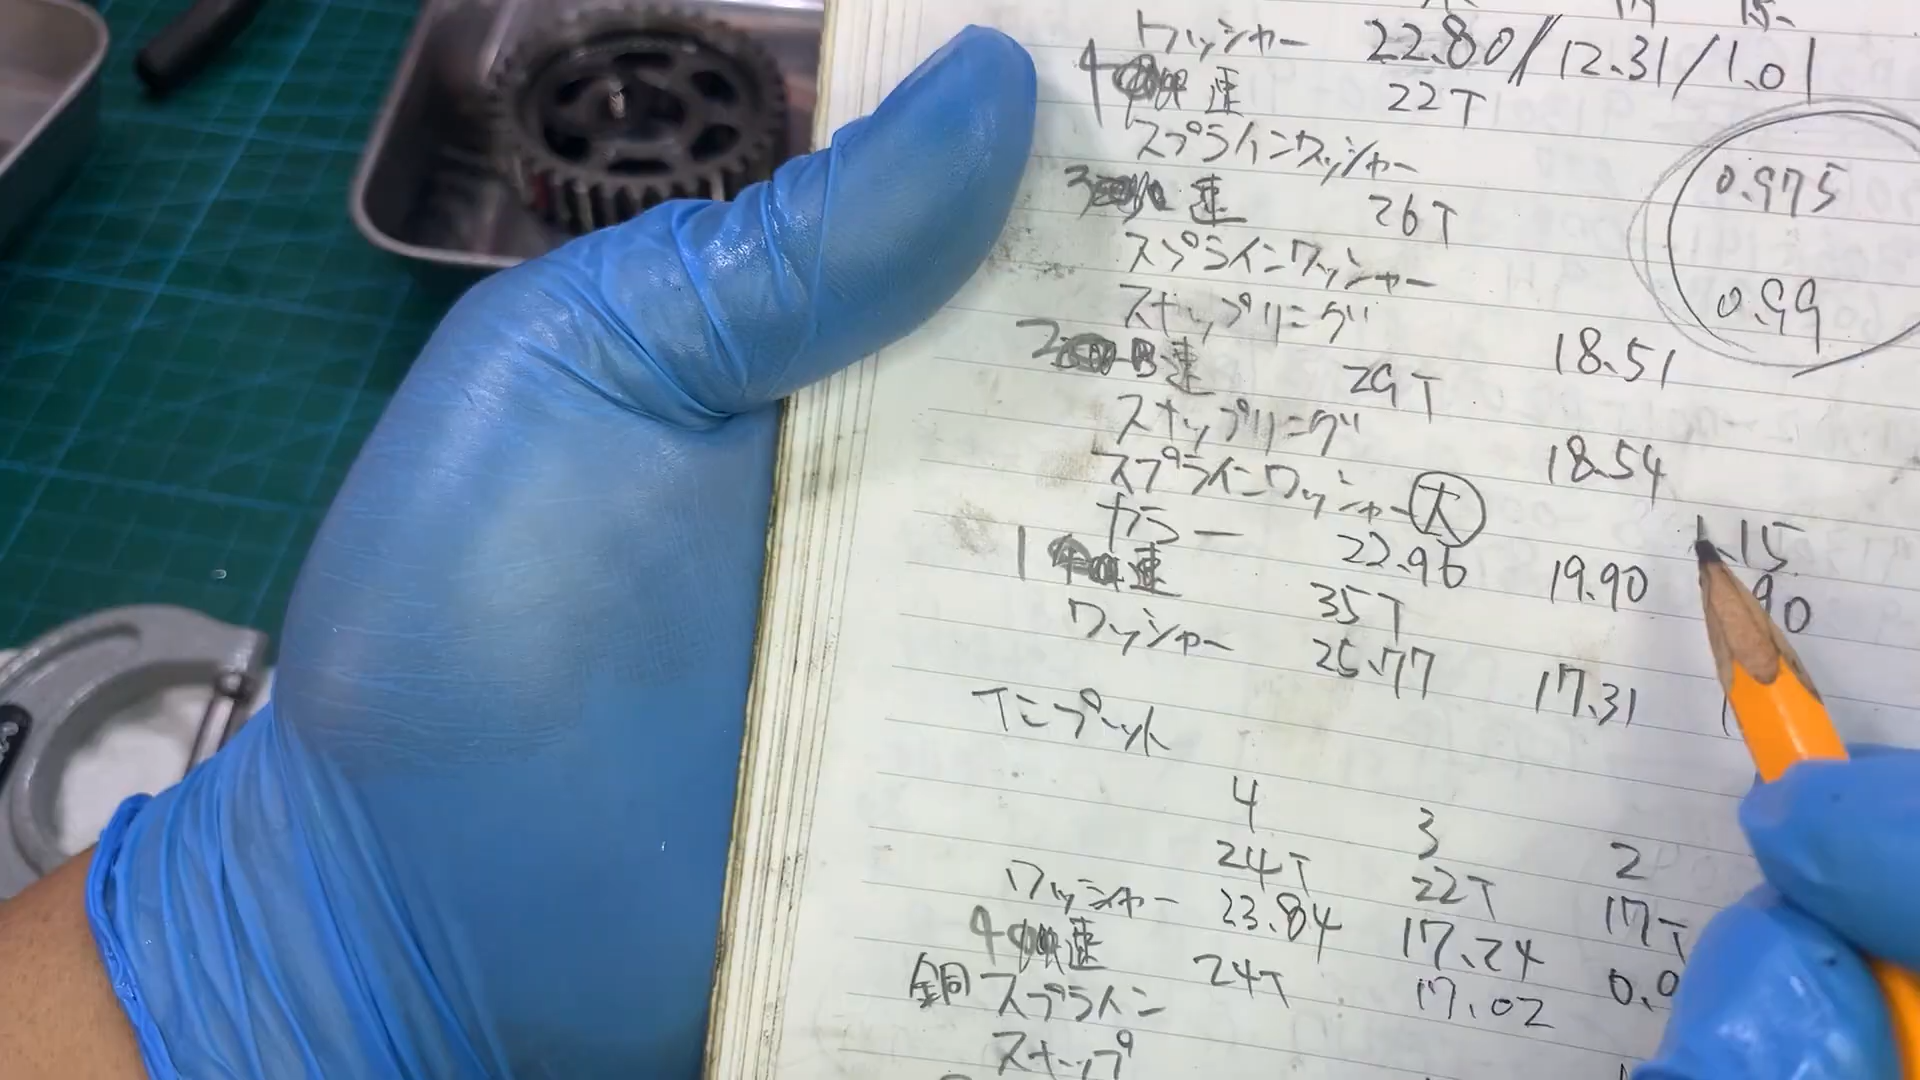 ワッシャー 22.80/12.31/1.01
4速 22T
スプラインワッシャー 0.975
3速 26T
スプラインワッシャー 0.99
スナップリング 18.51
2速 29T
スナップリング 18.54
スプラインワッシャー 大 1.15
カラー 22.96 19.90 90
1速 35T
ワッシャー 25.77 17.31
インプット
4 3 2
24T 22T 17T
ワッシャー 23.84 17.24 0.9
4速 24T 17.02
銅スプライン
スナップ